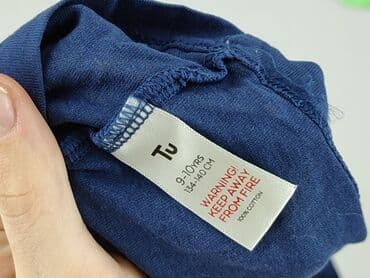 Tu
9-10YRS
134-140 CM
WARNING!
KEEP AWAY
FROM FIRE
100% COTTON